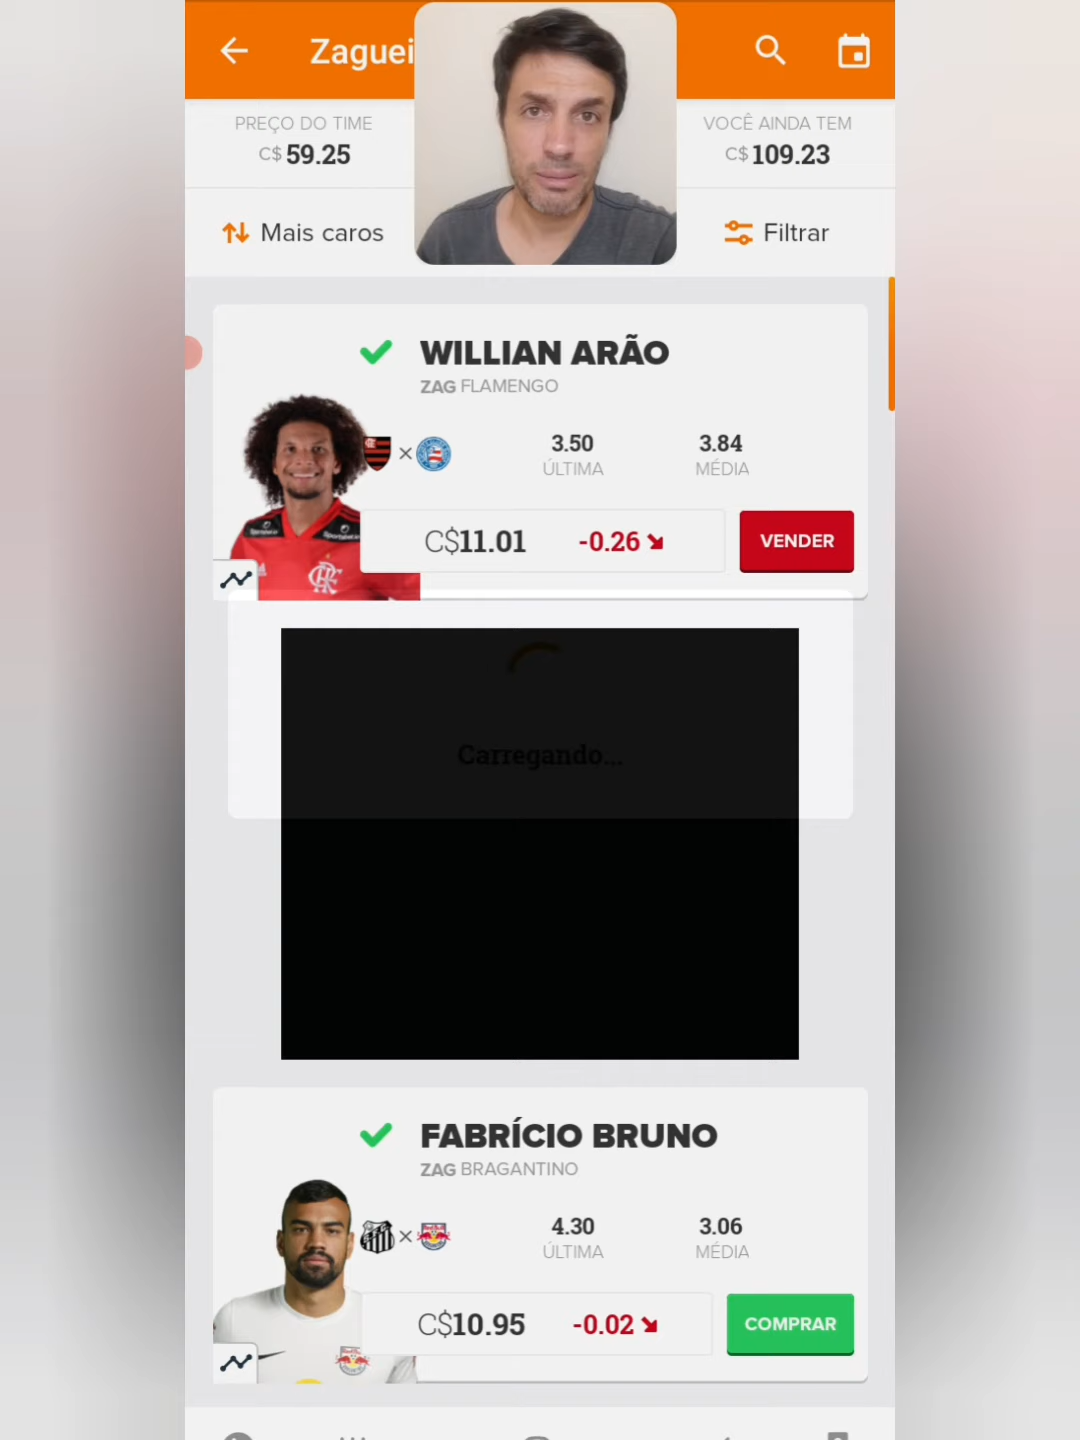 Zaguei
PREÇO DO TIME
C$ 59.25
VOCÊ AINDA TEM
C$ 109.23
Mais caros
Filtrar
WILLIAN ARÃO
ZAG FLAMENGO
3.50
ÚLTIMA
3.84
MÉDIA
C$11.01
-0.26
VENDER
Carregando...
FABRÍCIO BRUNO
ZAG BRAGANTINO
4.30
ÚLTIMA
3.06
MÉDIA
C$10.95
-0.02
COMPRAR